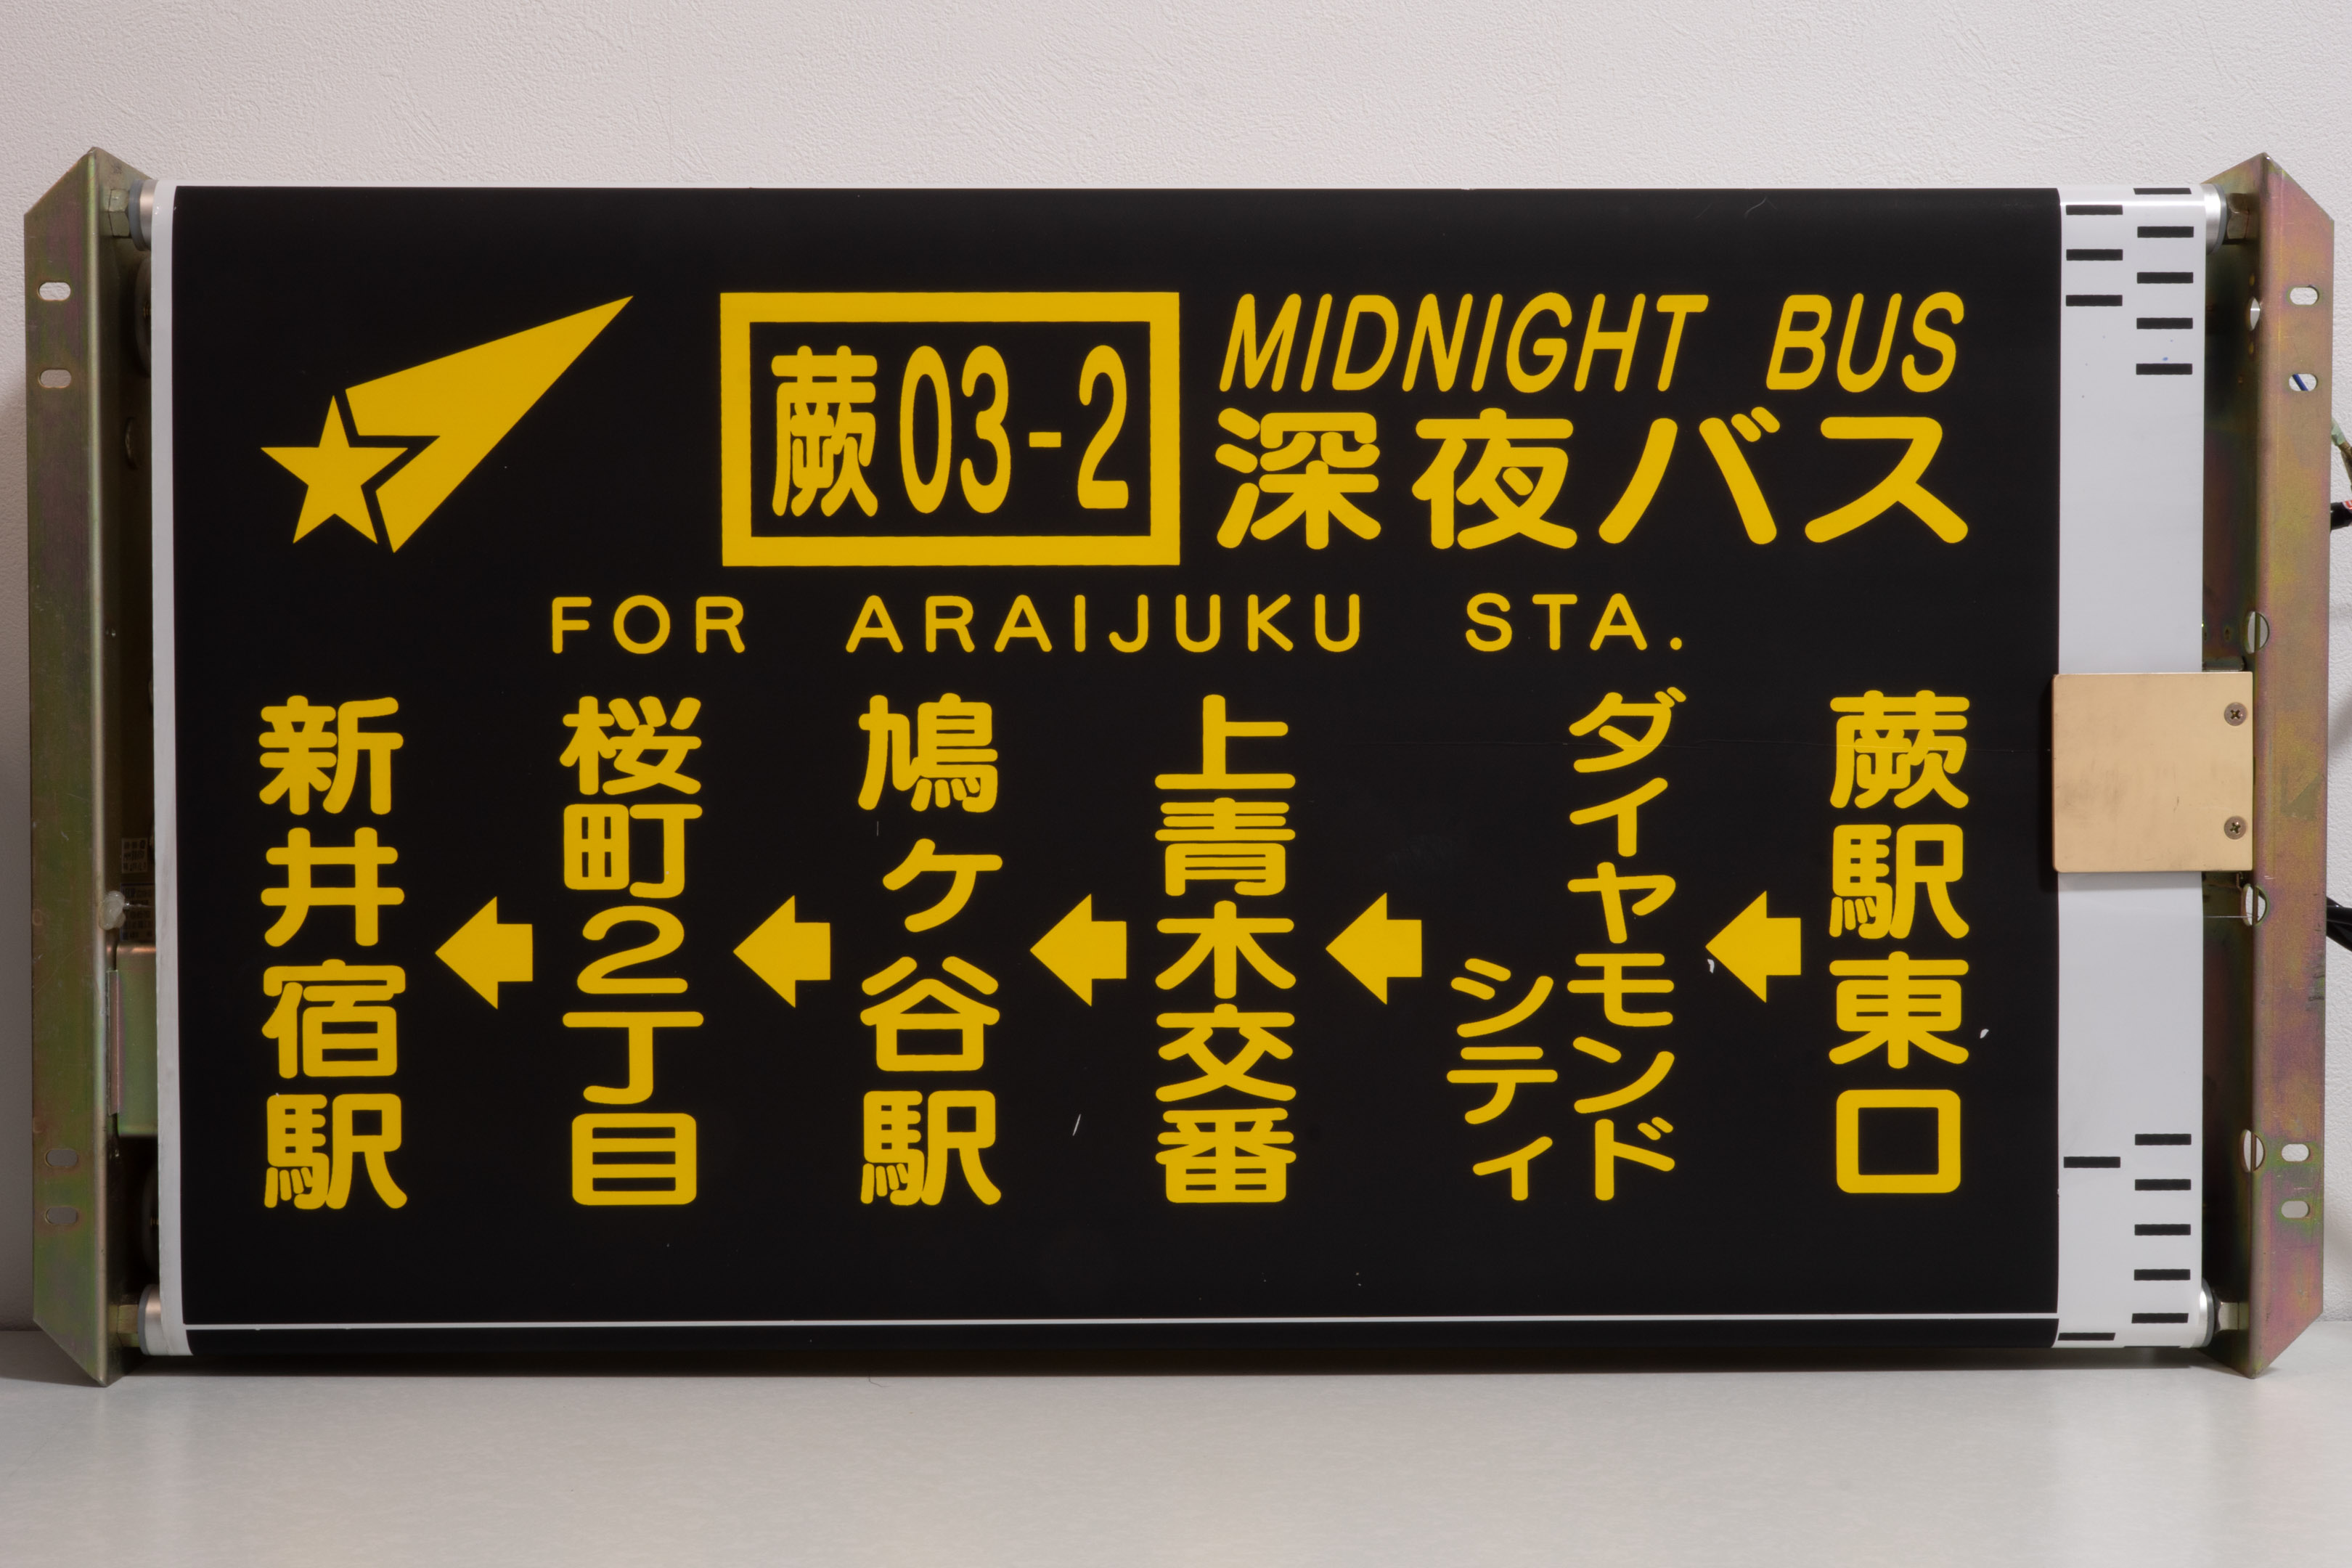 蕨03-2
MIDNIGHT BUS
深夜バス
FOR ARAIJUKU STA.
蕨駅東口
ダイヤモンド
シティ
上青木交番
鳩ヶ谷駅
桜町2丁目
新井宿駅